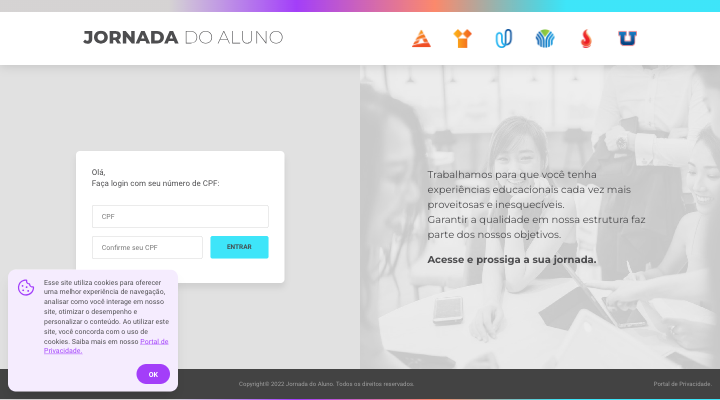 JORNADA DO ALUNO
Olá,
Faça login com seu número de CPF:
CPF
Confirme seu CPF
ENTRAR
Trabalhamos para que você tenha
experiências educacionais cada vez mais
proveitosas e inesquecíveis.
Garantir a qualidade em nossa estrutura faz
parte dos nossos objetivos.
Acesse e prossiga a sua jornada.
Esse site utiliza cookies para oferecer
uma melhor experiência de navegação,
analisar como você interage em nosso
site, otimizar o desempenho e
personalizar o conteúdo. Ao utilizar este
site, você concorda com o uso de
cookies. Saiba mais em nosso Portal de
Privacidade.
OK
Copyright© 2022 Jornada do Aluno. Todos os direitos reservados.
Portal de Privacidade.